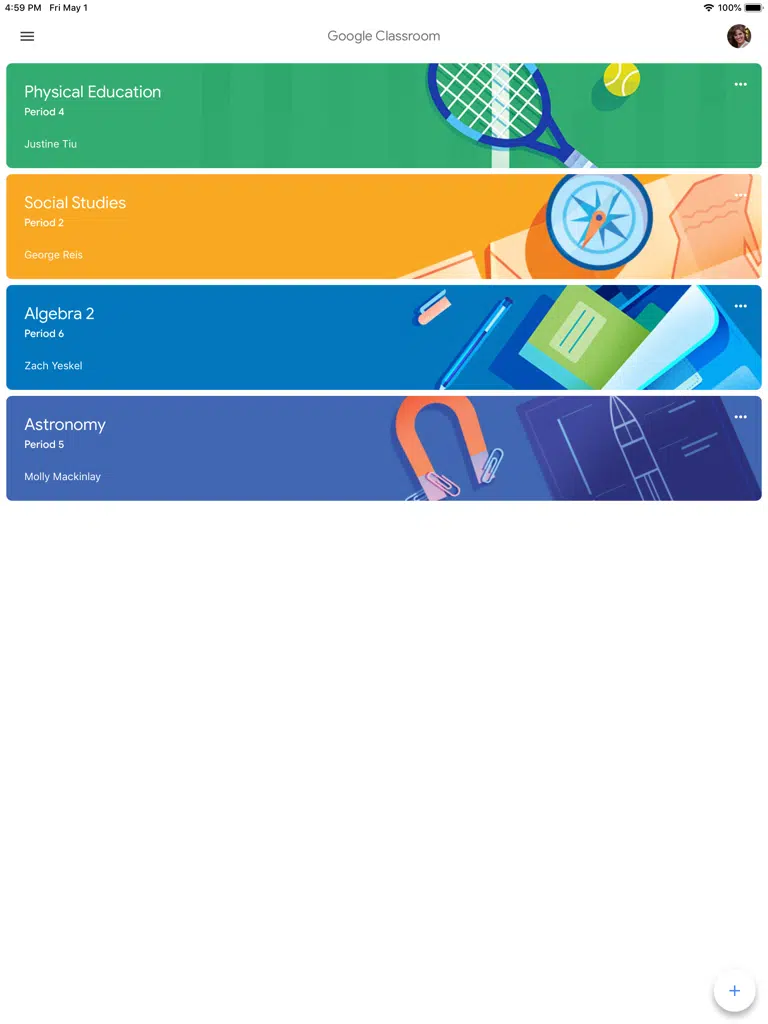 4:59 PM Fri May 1 100%
Google Classroom
Physical Education
Period 4
Justine Tiu
Social Studies
Period 2
George Reis
Algebra 2
Period 6
Zach Yeskel
Astronomy
Period 5
Molly Mackinlay